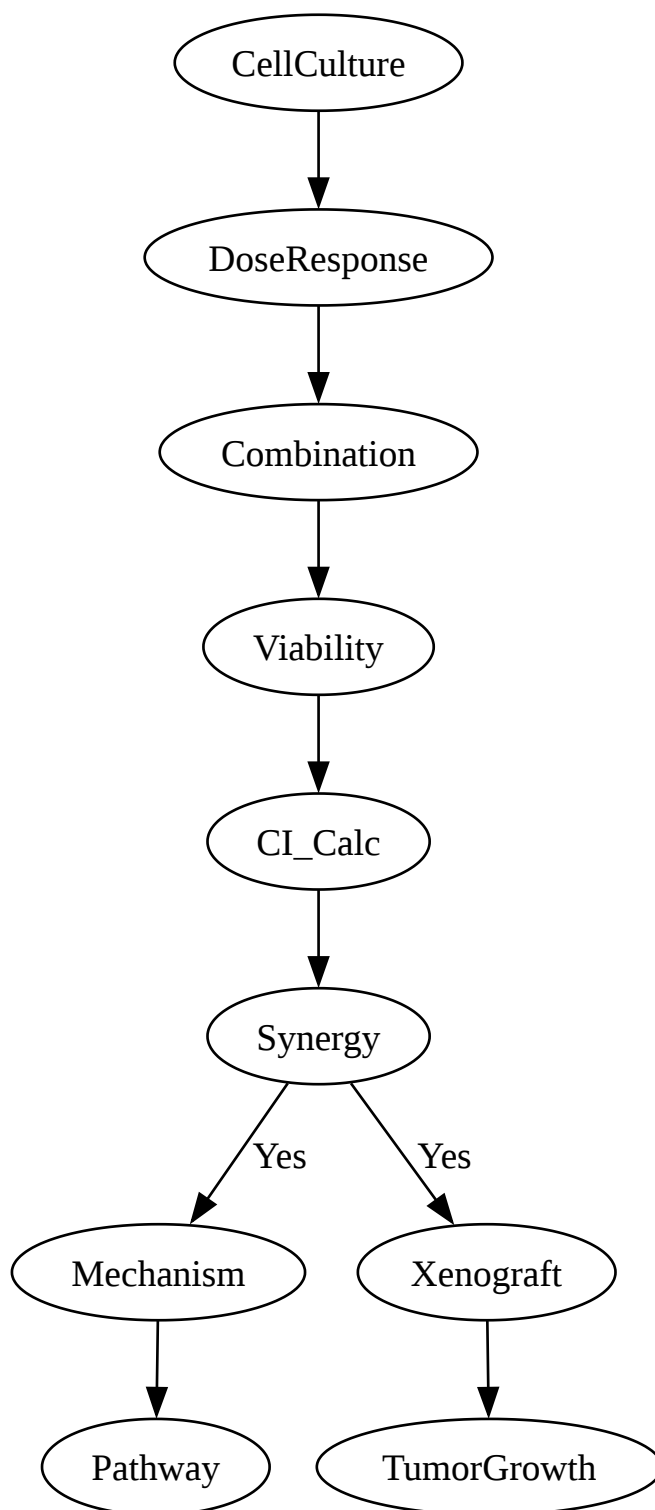 CellCulture
DoseResponse
Combination
Viability
CI_Calc
Synergy
Yes Yes
Mechanism Xenograft
Pathway TumorGrowth